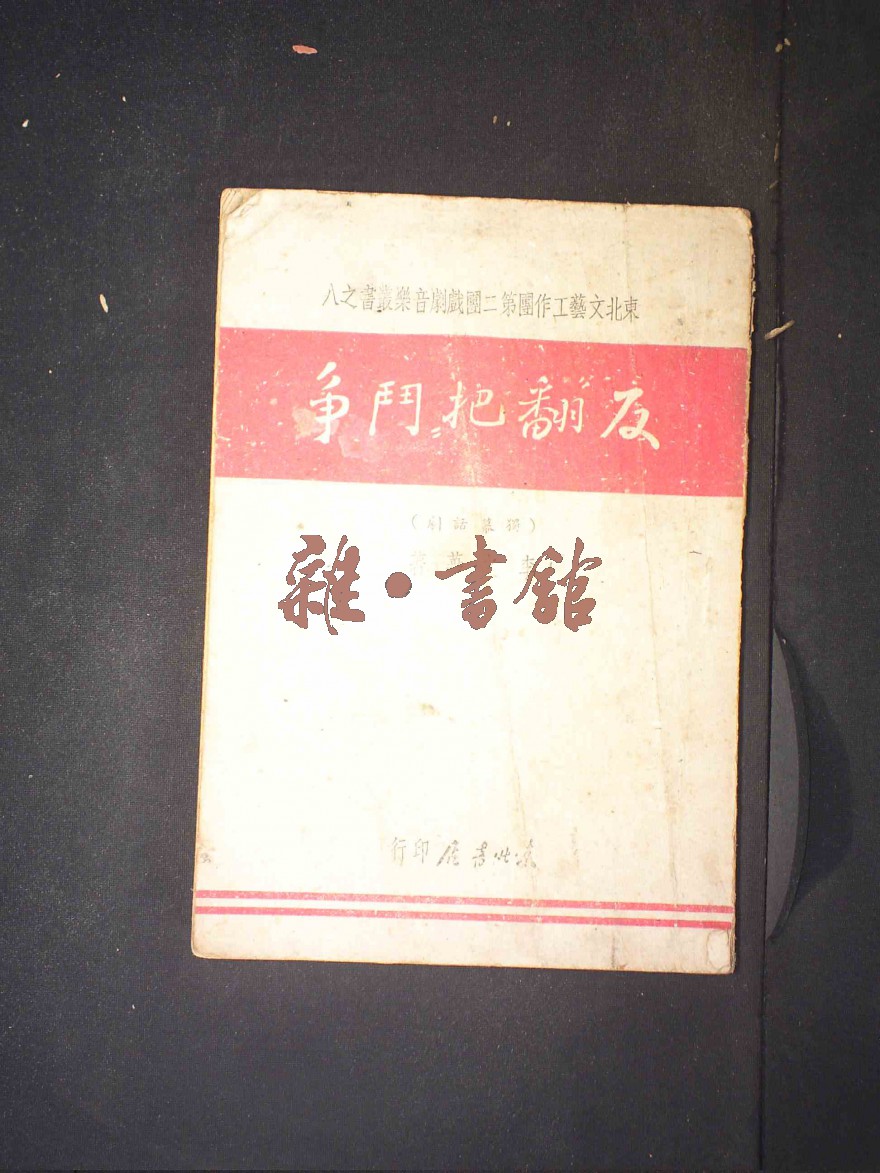 東北文藝工作團第二團戲劇音樂叢書之八
反翻把鬥爭
(獨幕話劇)
雜•書館
東北書店印行